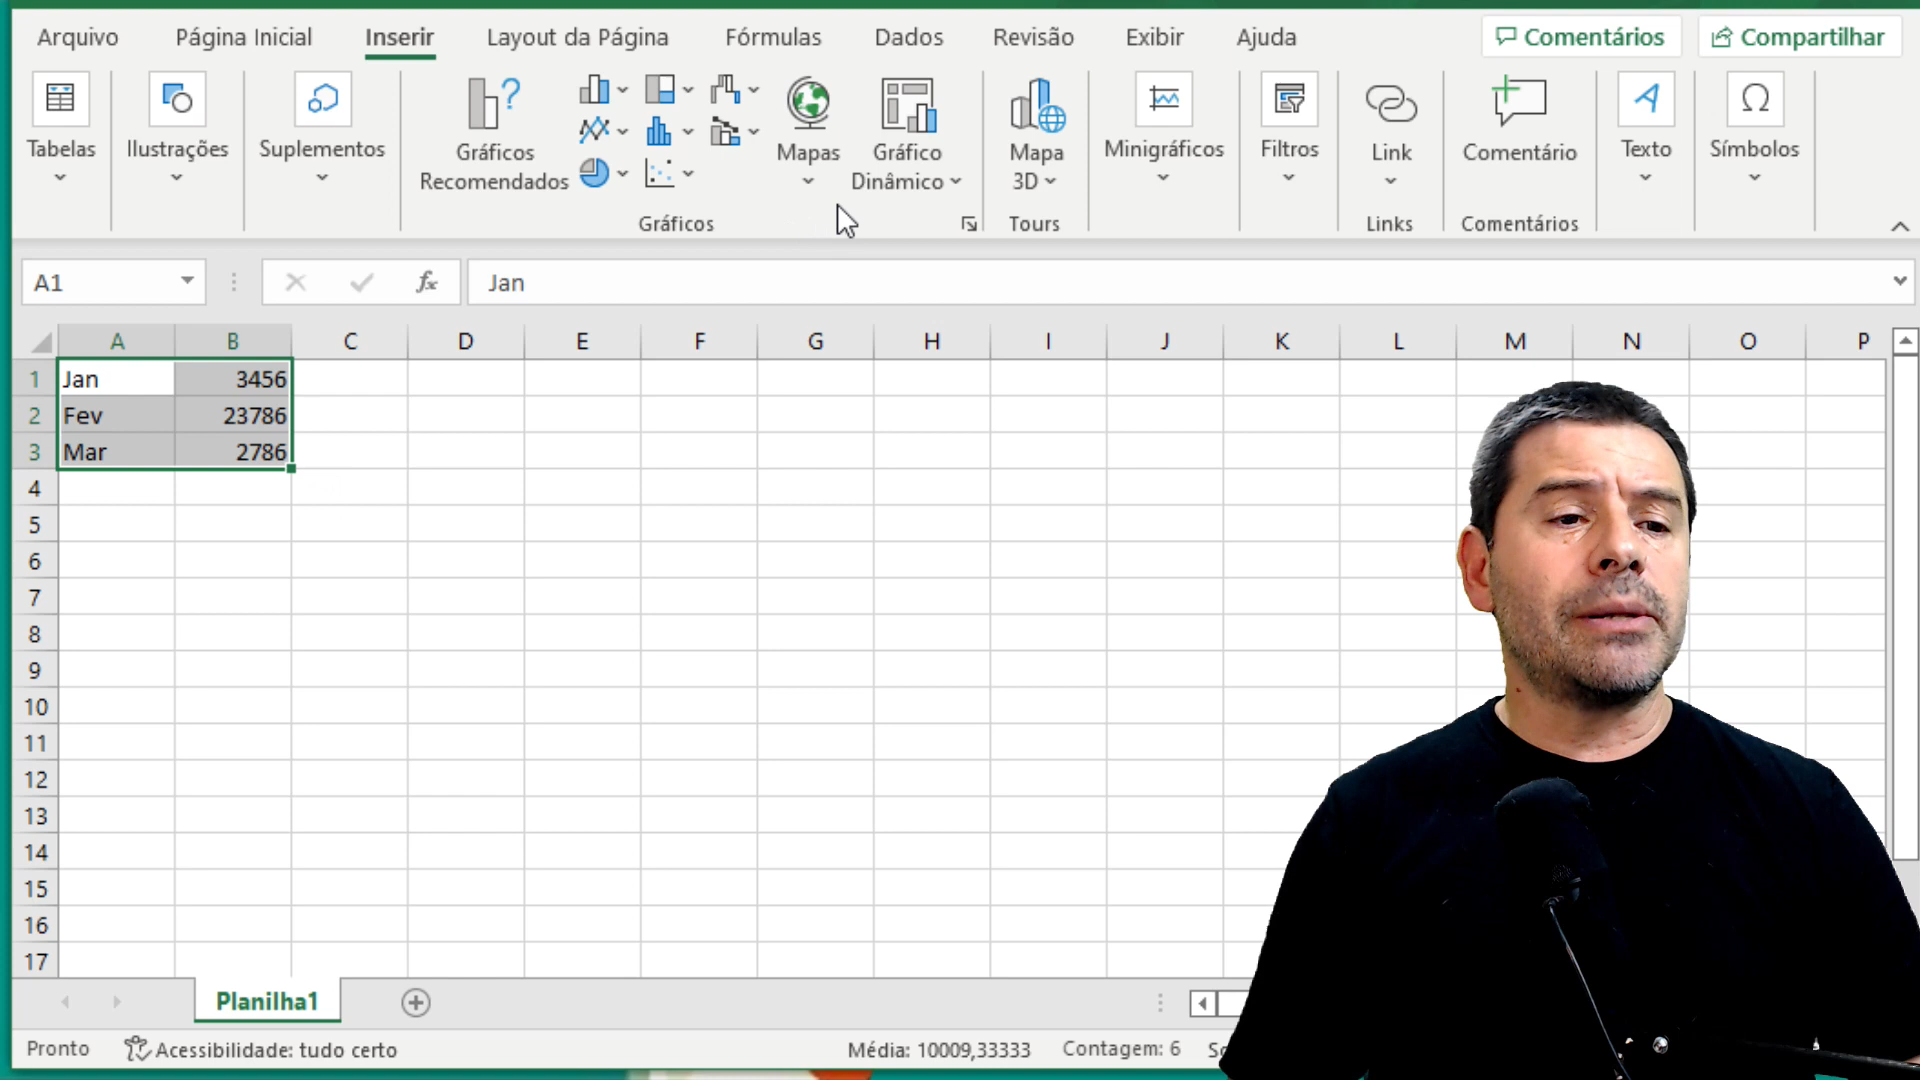 Arquivo Página Inicial Inserir Layout da Página Fórmulas Dados Revisão Exibir Ajuda Comentários Compartilhar
Tabelas Ilustrações Suplementos Gráficos Recomendados Mapas Gráfico Dinâmico Mapa 3D Minigráficos Filtros Link Comentário Texto Símbolos
Gráficos Tours Links Comentários
A1 fx Jan
A B C D E F G H I J K L M N O P
1 Jan 3456
2 Fev 23786
3 Mar 2786
4
5
6
7
8
9
10
11
12
13
14
15
16
17
Planilha1
Pronto Acessibilidade: tudo certo Média: 10009,33333 Contagem: 6